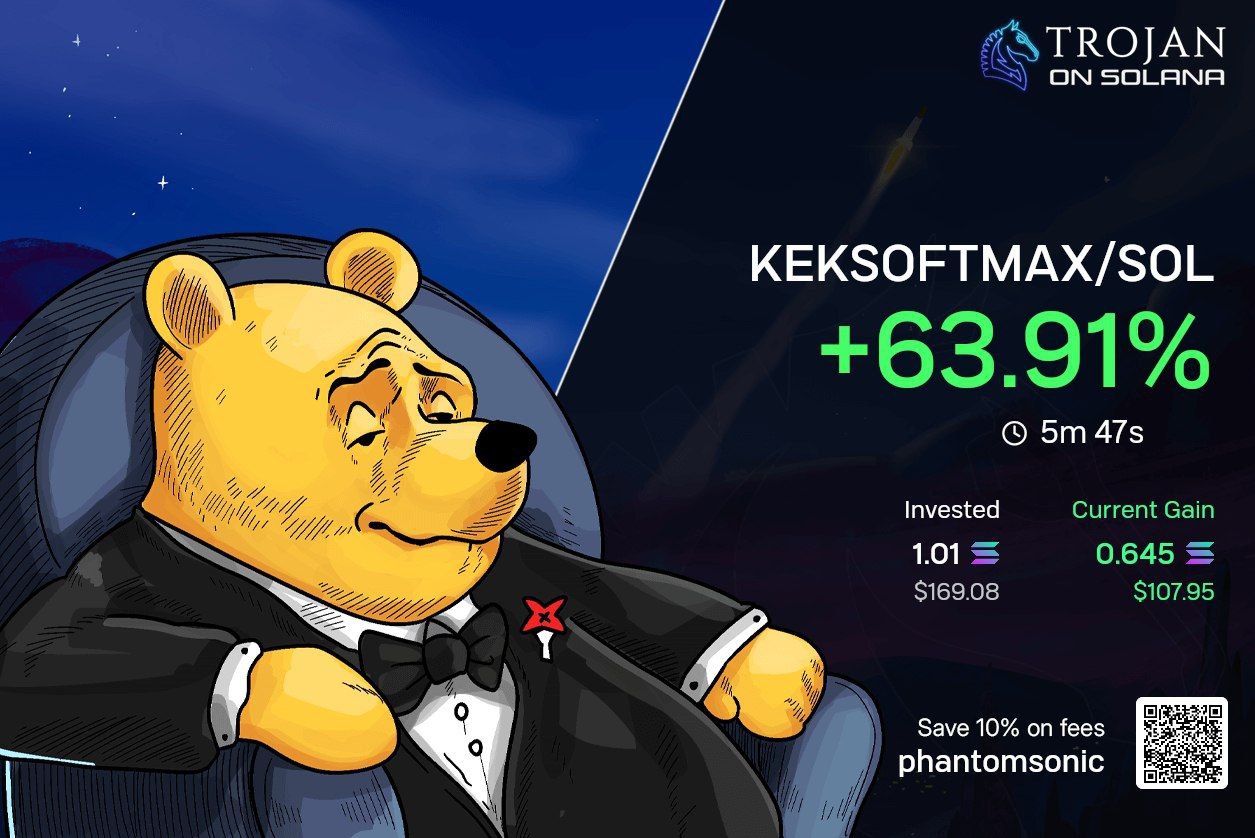 TROJAN
ON SOLANA
KEKSOFTMAX/SOL
+63.91%
5m 47s
Invested Current Gain
1.01 0.645
$169.08 $107.95
Save 10% on fees
phantomsonic